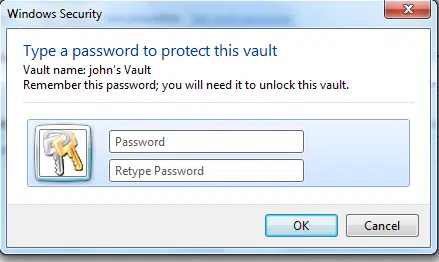 Windows Security
Type a password to protect this vault
Vault name: john's Vault
Remember this password; you will need it to unlock this vault.
Password
Retype Password
OK
Cancel